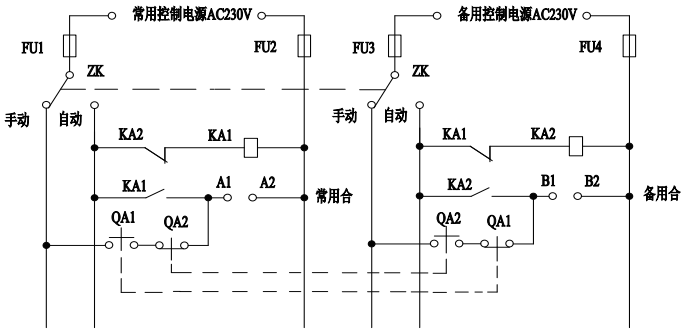 常用控制电源AC230V
备用控制电源AC230V
FU1
FU2
FU3
FU4
ZK
ZK
手动
自动
手动
自动
KA2
KA1
KA1
KA2
KA1
A1
A2
常用合
KA2
B1
B2
备用合
QA1
QA2
QA2
QA1